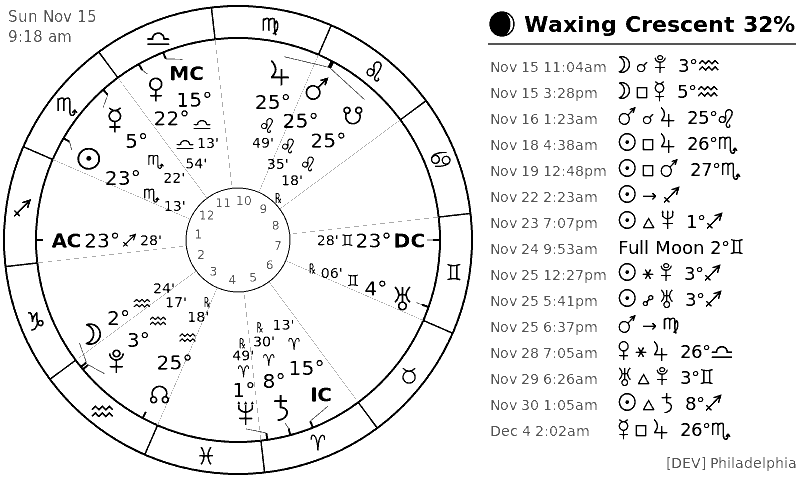 Sun Nov 15
9:18 am
♎
♍
♌
♋
♊
♉
♈
♓
♒
♑
♐
♏
MC 15° ♎ 13'
♀ 22° ♎ 54'
☿ 5° ♏ 22'
☉ 23° ♏ 13'
♃ 25° ♌ 49'
♂ 25° ♌ 35'
☋ 25° ♌ 18' ℞
AC 23° ♐ 28'
28' ♊ 23° DC
℞ 06' ♊ 4° ♅
☽ 2° ♒ 24'
♇ 3° ♒ 17'
☊ 25° ♒ 18' ℞
♆ 1° ♈ 49' ℞
♄ 8° ♈ 30' ℞
IC 15° ♈ 13'
1
2
3
4
5
6
7
8
9
10
11
12
Waxing Crescent 32%
Nov 15 11:04am ☽ ☌ ♇ 3°♒
Nov 15 3:28pm ☽ □ ☿ 5°♒
Nov 16 1:23am ♂ ☌ ♃ 25°♌
Nov 18 4:38am ☉ □ ♃ 26°♏
Nov 19 12:48pm ☉ □ ♂ 27°♏
Nov 22 2:23am ☉ → ♐
Nov 23 7:07pm ☉ △ ♆ 1°♐
Nov 24 9:53am Full Moon 2°♊
Nov 25 12:27pm ☉ ⚹ ♇ 3°♐
Nov 25 5:41pm ☉ ☍ ♅ 3°♐
Nov 25 6:37pm ♂ → ♍
Nov 28 7:05am ♀ ⚹ ♃ 26°♎
Nov 29 6:26am ♅ △ ♇ 3°♊
Nov 30 1:05am ☉ △ ♄ 8°♐
Dec 4 2:02am ☿ □ ♃ 26°♏
[DEV] Philadelphia